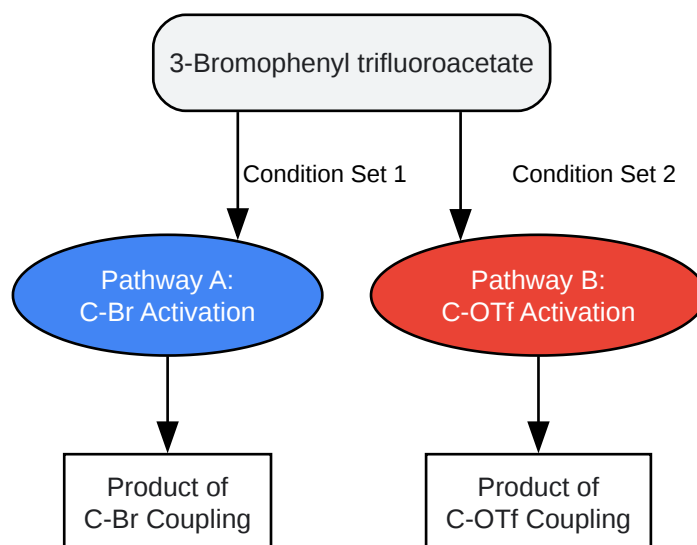 3-Bromophenyl trifluoroacetate
Condition Set 1
Condition Set 2
Pathway A:
C-Br Activation
Pathway B:
C-OTf Activation
Product of
C-Br Coupling
Product of
C-OTf Coupling